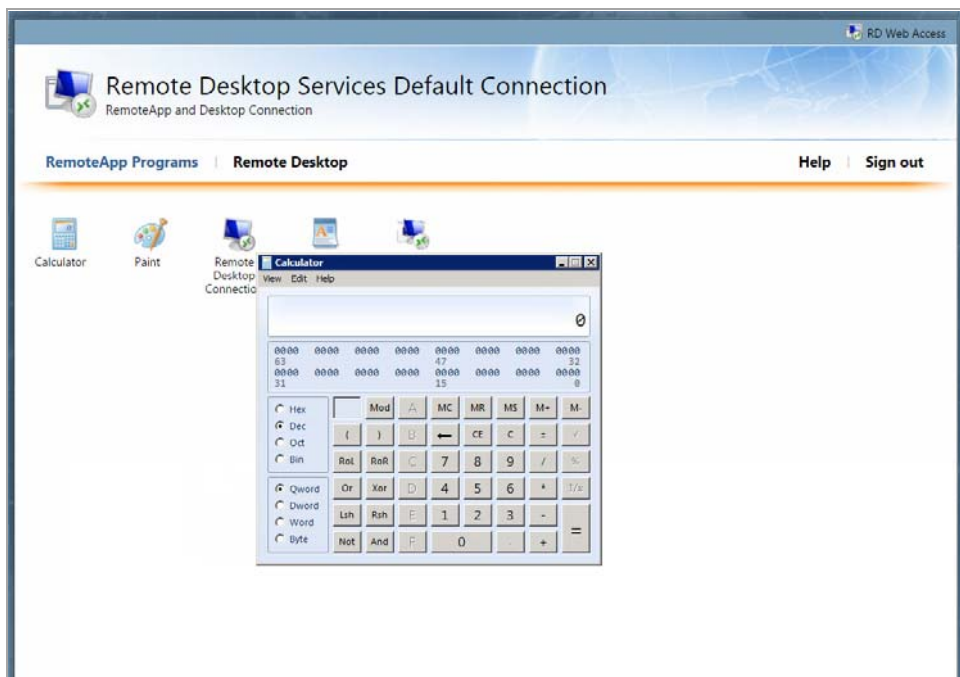 RD Web Access
Remote Desktop Services Default Connection
RemoteApp and Desktop Connection
RemoteApp Programs | Remote Desktop
Help | Sign out
Calculator
Paint
Remote
Desktop
Connectio
Calculator
View Edit Help
0
0000 0000 0000 0000 0000 0000 0000 0000
63 47 32
0000 0000 0000 0000 0000 0000 0000 0000
31 15 0
Hex
Dec
Oct
Bin
Qword
Dword
Word
Byte
Mod A MC MR MS M+ M-
( ) B ← CE C ± √
RoL RoR C 7 8 9 / %
Or Xor D 4 5 6 * 1/x
Lsh Rsh E 1 2 3 - =
Not And F 0 . +